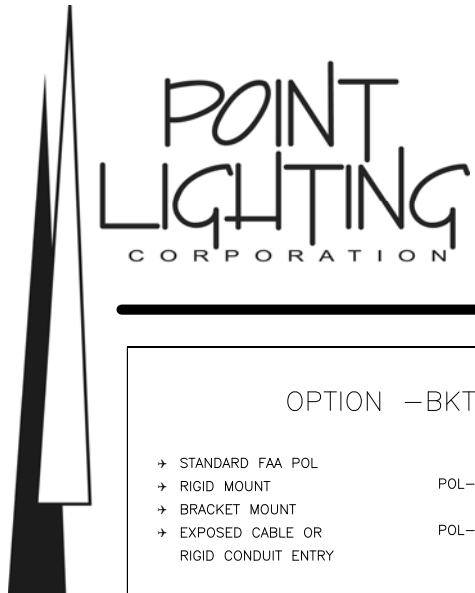 POINT
LIGHTING
CORPORATION
OPTION –BKT
→ STANDARD FAA POL
→ RIGID MOUNT
POL–
→ BRACKET MOUNT
→ EXPOSED CABLE OR
POL–
RIGID CONDUIT ENTRY